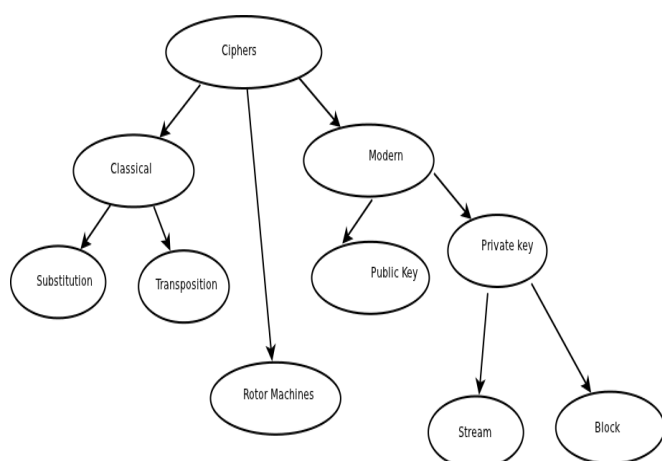 Ciphers
Classical
Modern
Substitution
Transposition
Public Key
Private key
Rotor Machines
Stream
Block